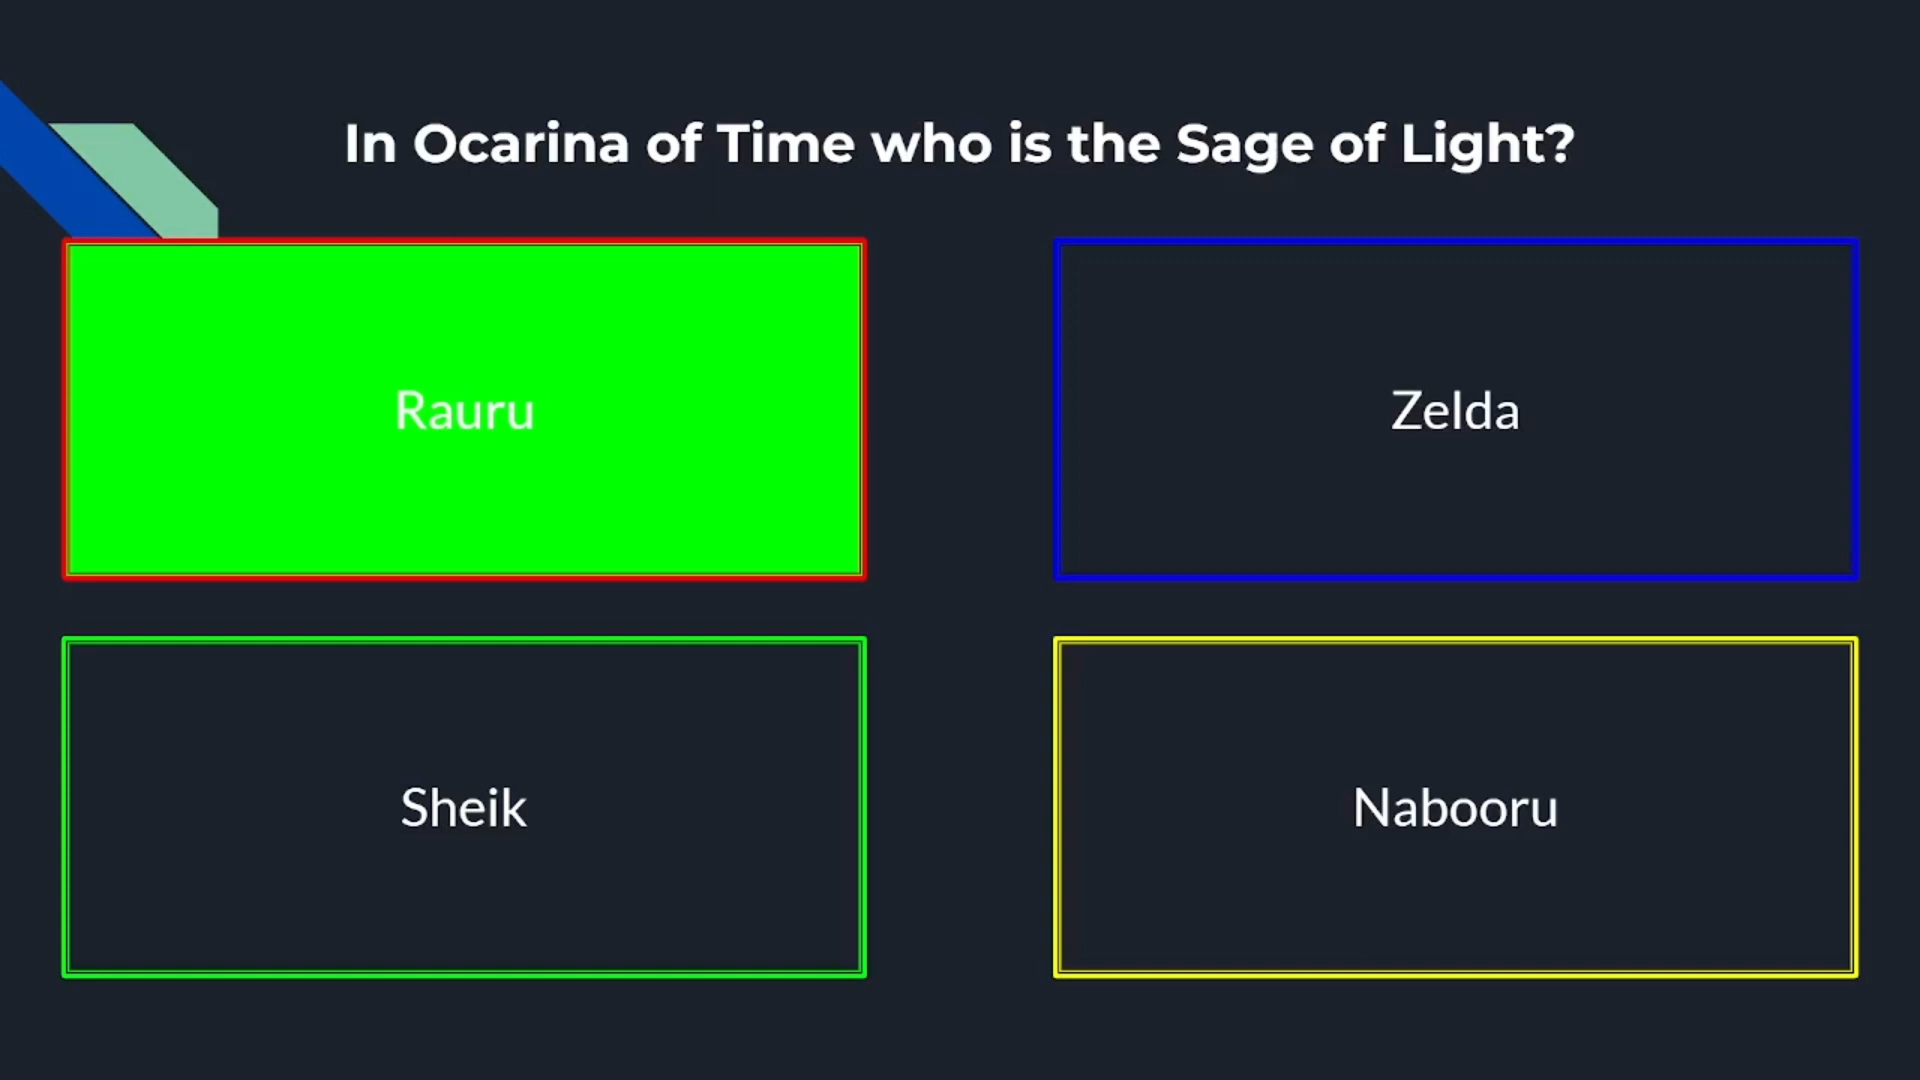 In Ocarina of Time who is the Sage of Light?
Rauru
Zelda
Sheik
Nabooru